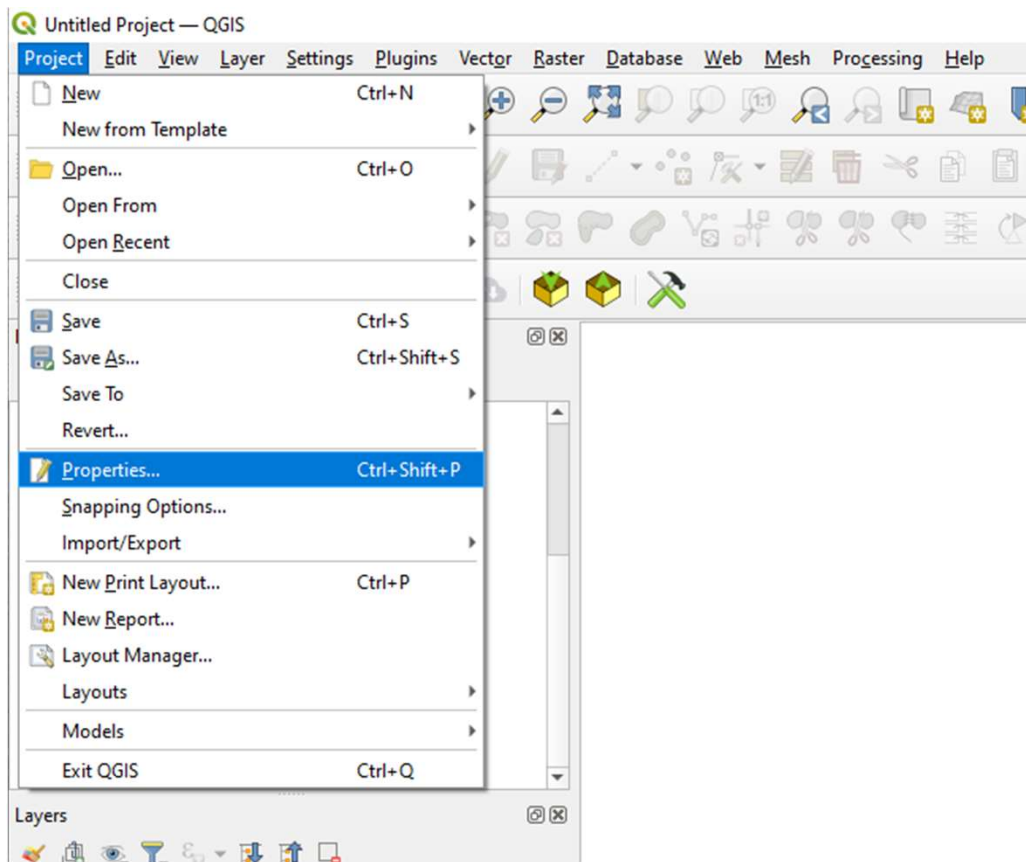 Untitled Project — QGIS
Project Edit View Layer Settings Plugins Vector Raster Database Web Mesh Processing Help
New Ctrl+N
New from Template
Open... Ctrl+O
Open From
Open Recent
Close
Save Ctrl+S
Save As... Ctrl+Shift+S
Save To
Revert...
Properties... Ctrl+Shift+P
Snapping Options...
Import/Export
New Print Layout... Ctrl+P
New Report...
Layout Manager...
Layouts
Models
Exit QGIS Ctrl+Q
Layers